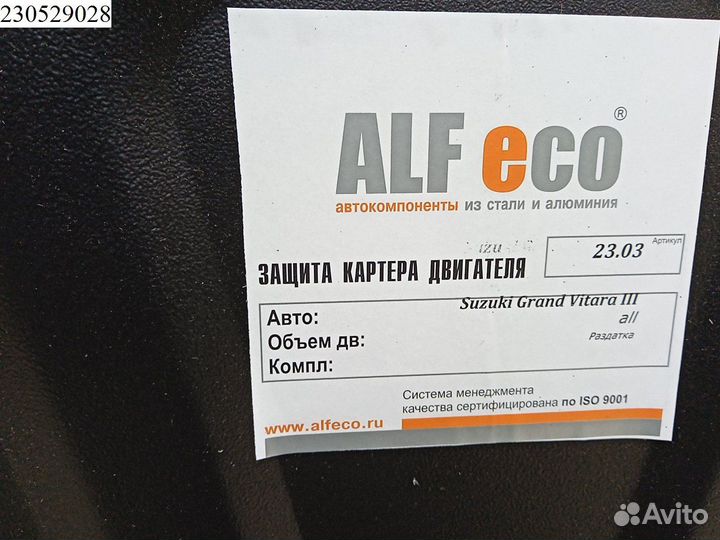 230529028
ALF eco®
автокомпоненты из стали и алюминия
Артикул
23.03
ЗАЩИТА КАРТЕРА ДВИГАТЕЛЯ
Suzuki Grand Vitara III
Авто:
all
Объем дв:
Раздатка
Компл:
Система менеджмента
качества сертифицирована по ISO 9001
www.alfeco.ru
Avito